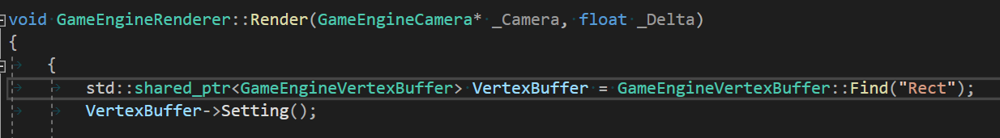 void GameEngineRenderer::Render(GameEngineCamera* _Camera, float _Delta)
{
{
std::shared_ptr<GameEngineVertexBuffer> VertexBuffer = GameEngineVertexBuffer::Find("Rect");
VertexBuffer->Setting();